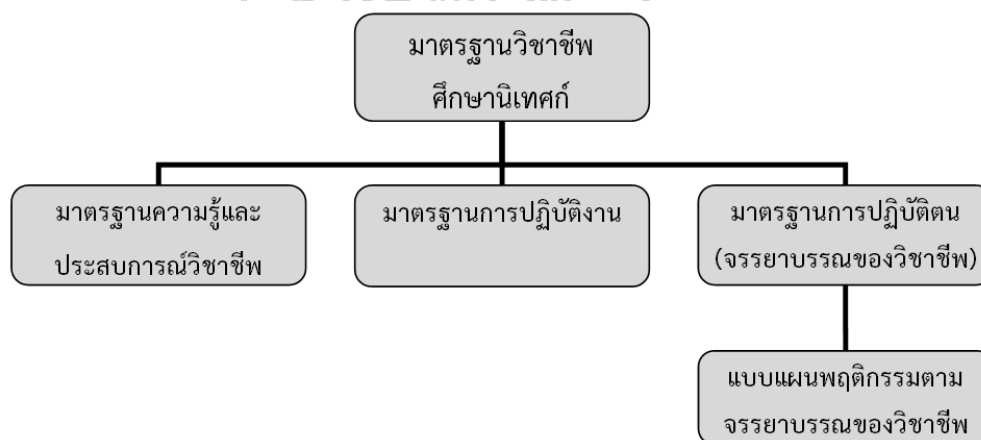 มาตรฐานวิชาชีพ
ศึกษานิเทศก์
มาตรฐานความรู้และ
ประสบการณ์วิชาชีพ
มาตรฐานการปฏิบัติงาน
มาตรฐานการปฏิบัติตน
(จรรยาบรรณของวิชาชีพ)
แบบแผนพฤติกรรมตาม
จรรยาบรรณของวิชาชีพ